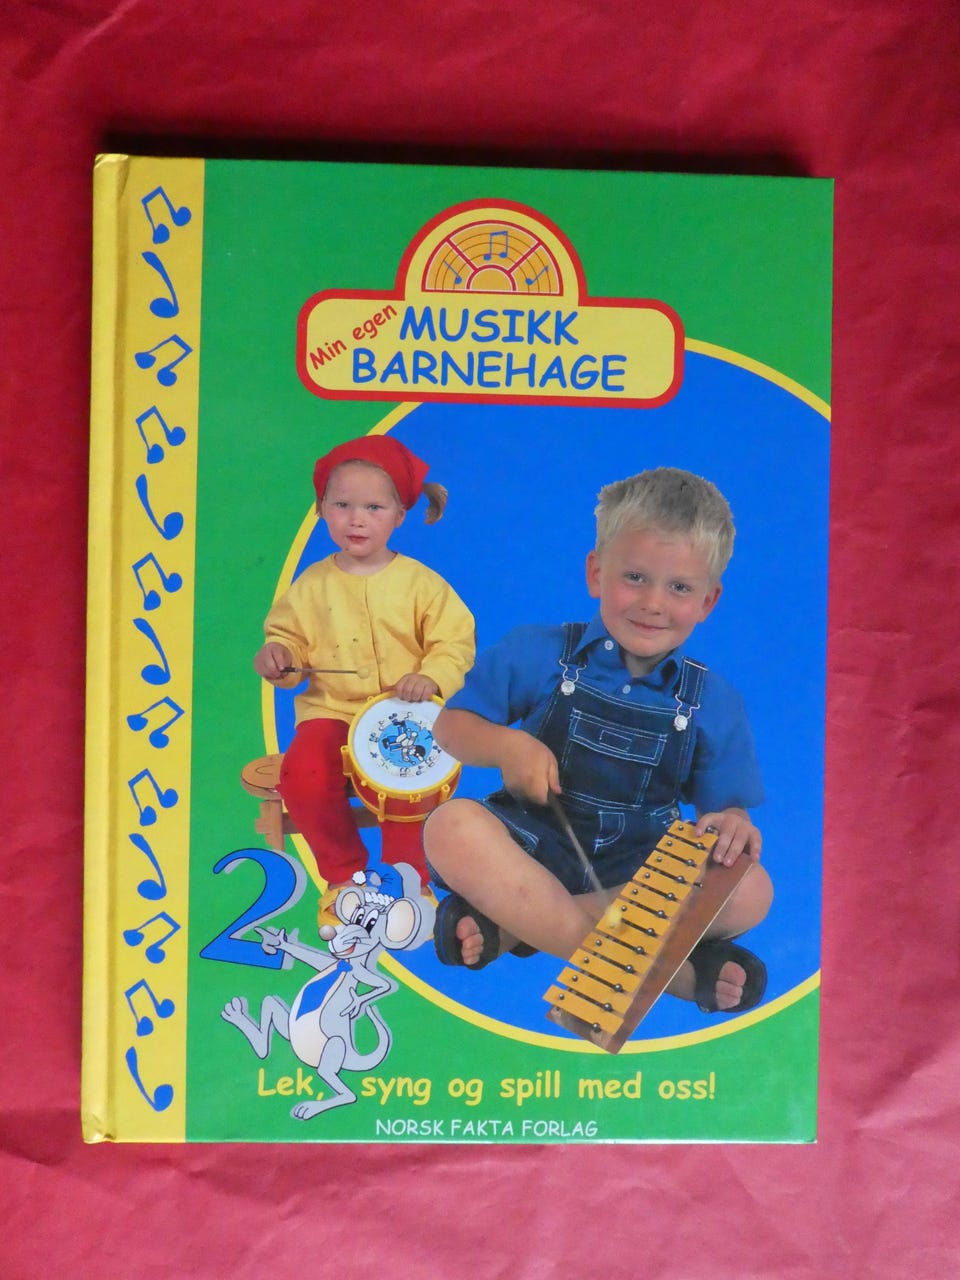 Min egen
MUSIKK
BARNEHAGE
2
Lek, syng og spill med oss!
NORSK FAKTA FORLAG